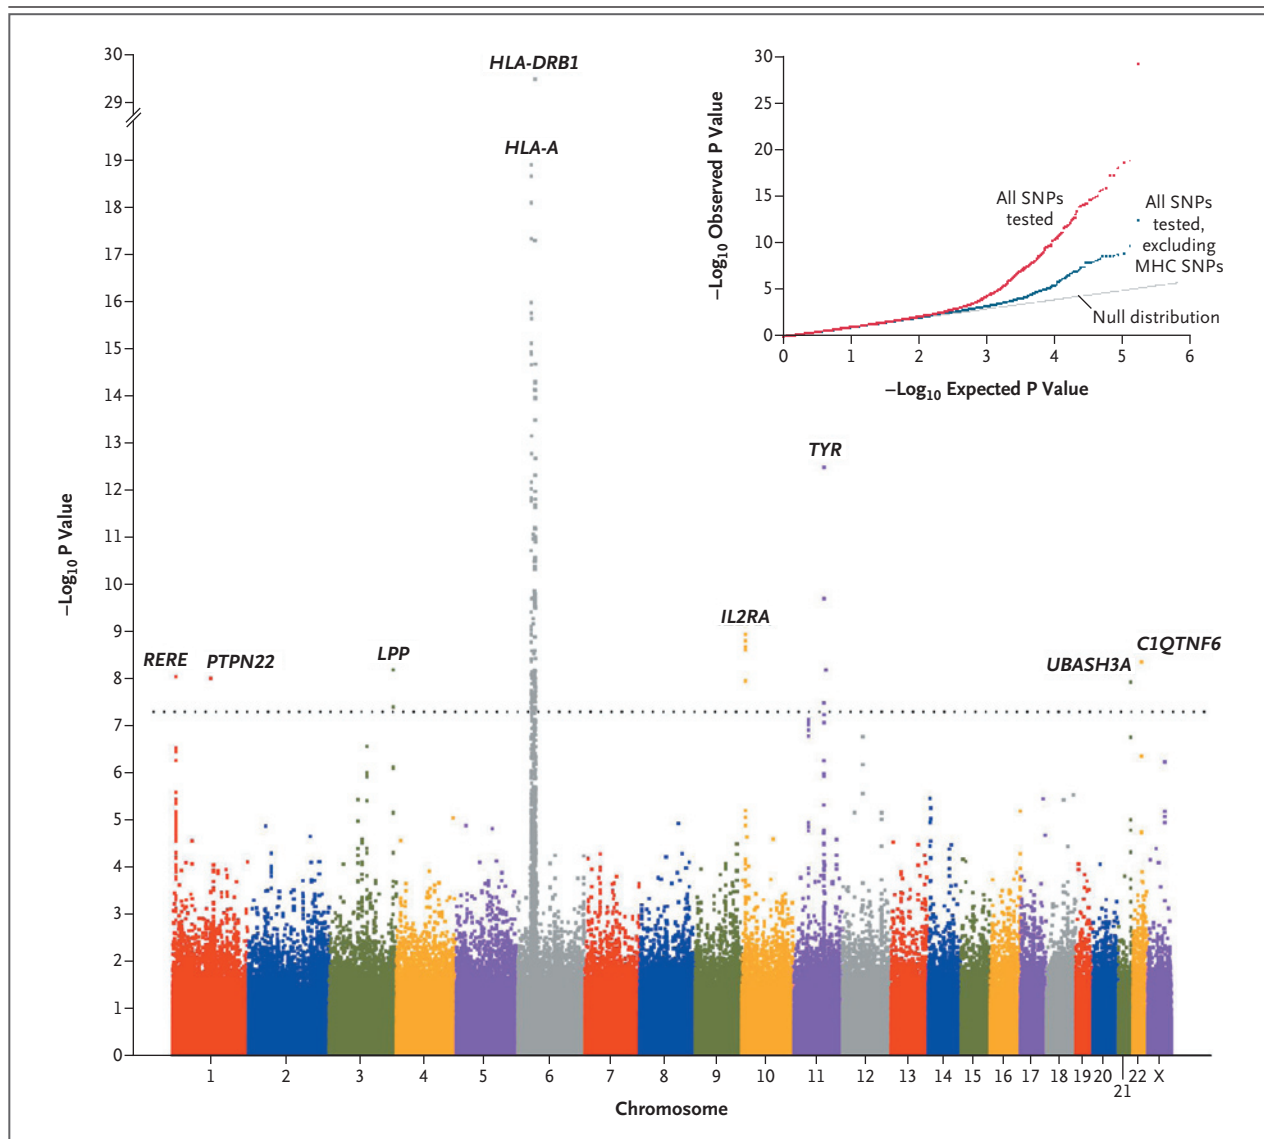 30
29
19
18
17
16
15
14
13
12
11
10
9
8
7
6
5
4
3
2
1
0
−Log10 P Value
HLA-DRB1
HLA-A
TYR
IL2RA
RERE
PTPN22
LPP
UBASH3A
C1QTNF6
1 2 3 4 5 6 7 8 9 10 11 12 13 14 15 16 17 18 19 20 21 22 X
Chromosome
30
25
20
15
10
5
0
−Log10 Observed P Value
All SNPs
tested
All SNPs
tested,
excluding
MHC SNPs
Null distribution
0 1 2 3 4 5 6
−Log10 Expected P Value